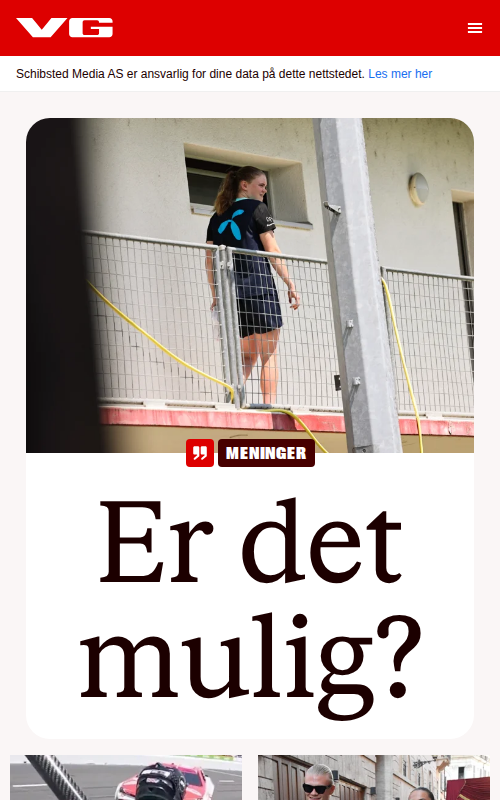 VG
Schibsted Media AS er ansvarlig for dine data på dette nettstedet. Les mer her
MENINGER
Er det
mulig?